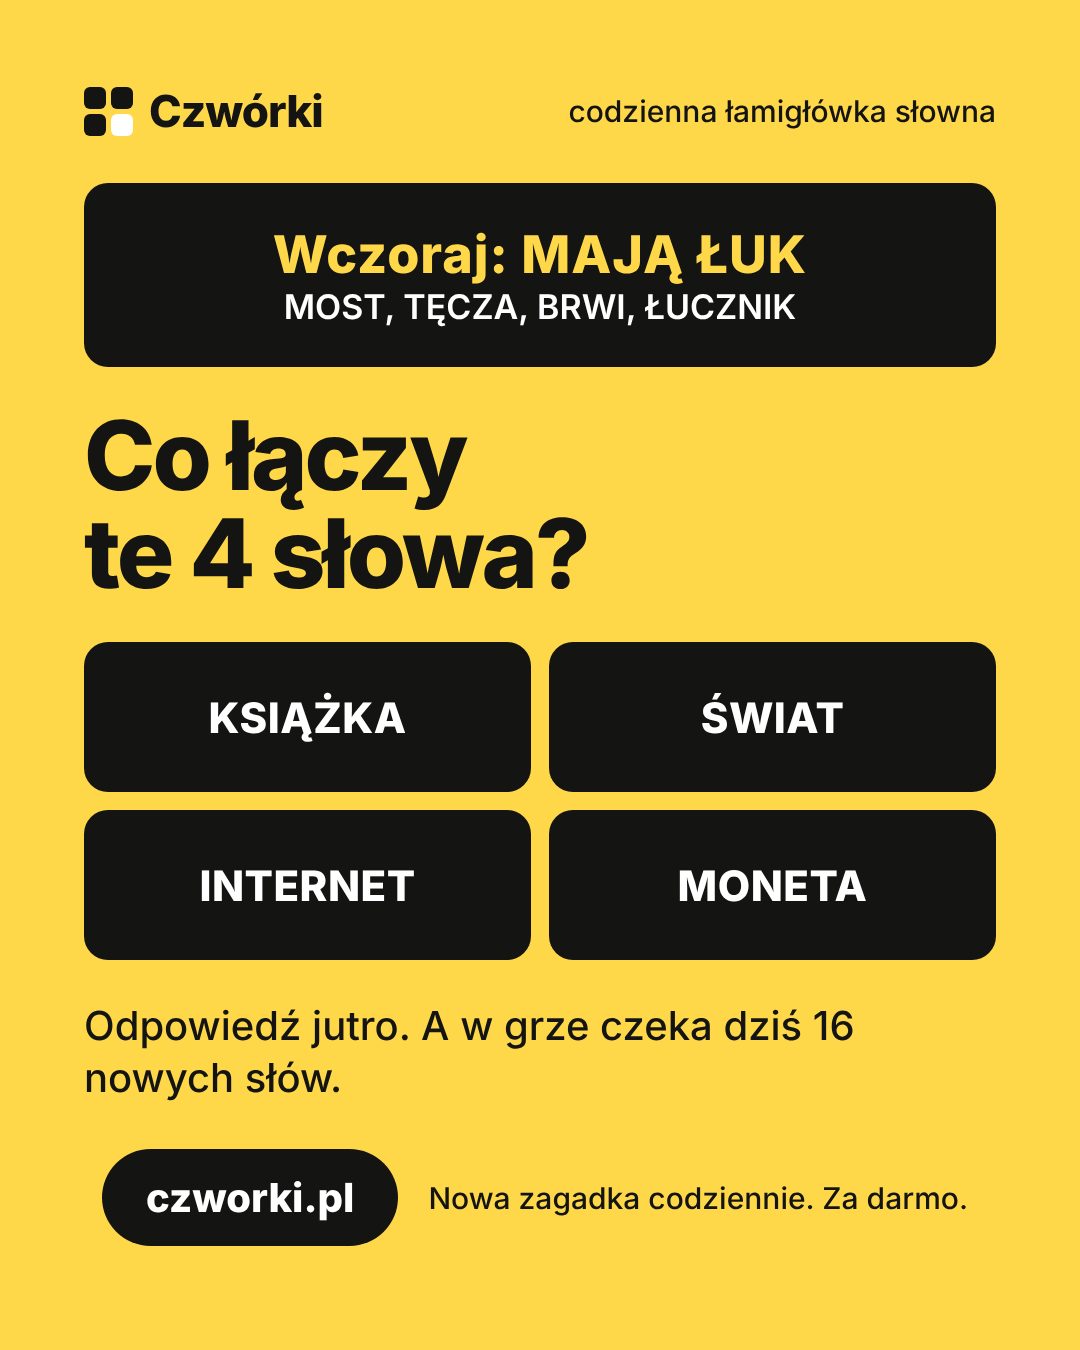 Czwórki
codzienna łamigłówka słowna
Wczoraj: MAJĄ ŁUK
MOST, TĘCZA, BRWI, ŁUCZNIK
Co łączy
te 4 słowa?
KSIĄŻKA
ŚWIAT
INTERNET
MONETA
Odpowiedź jutro. A w grze czeka dziś 16
nowych słów.
czworki.pl
Nowa zagadka codziennie. Za darmo.